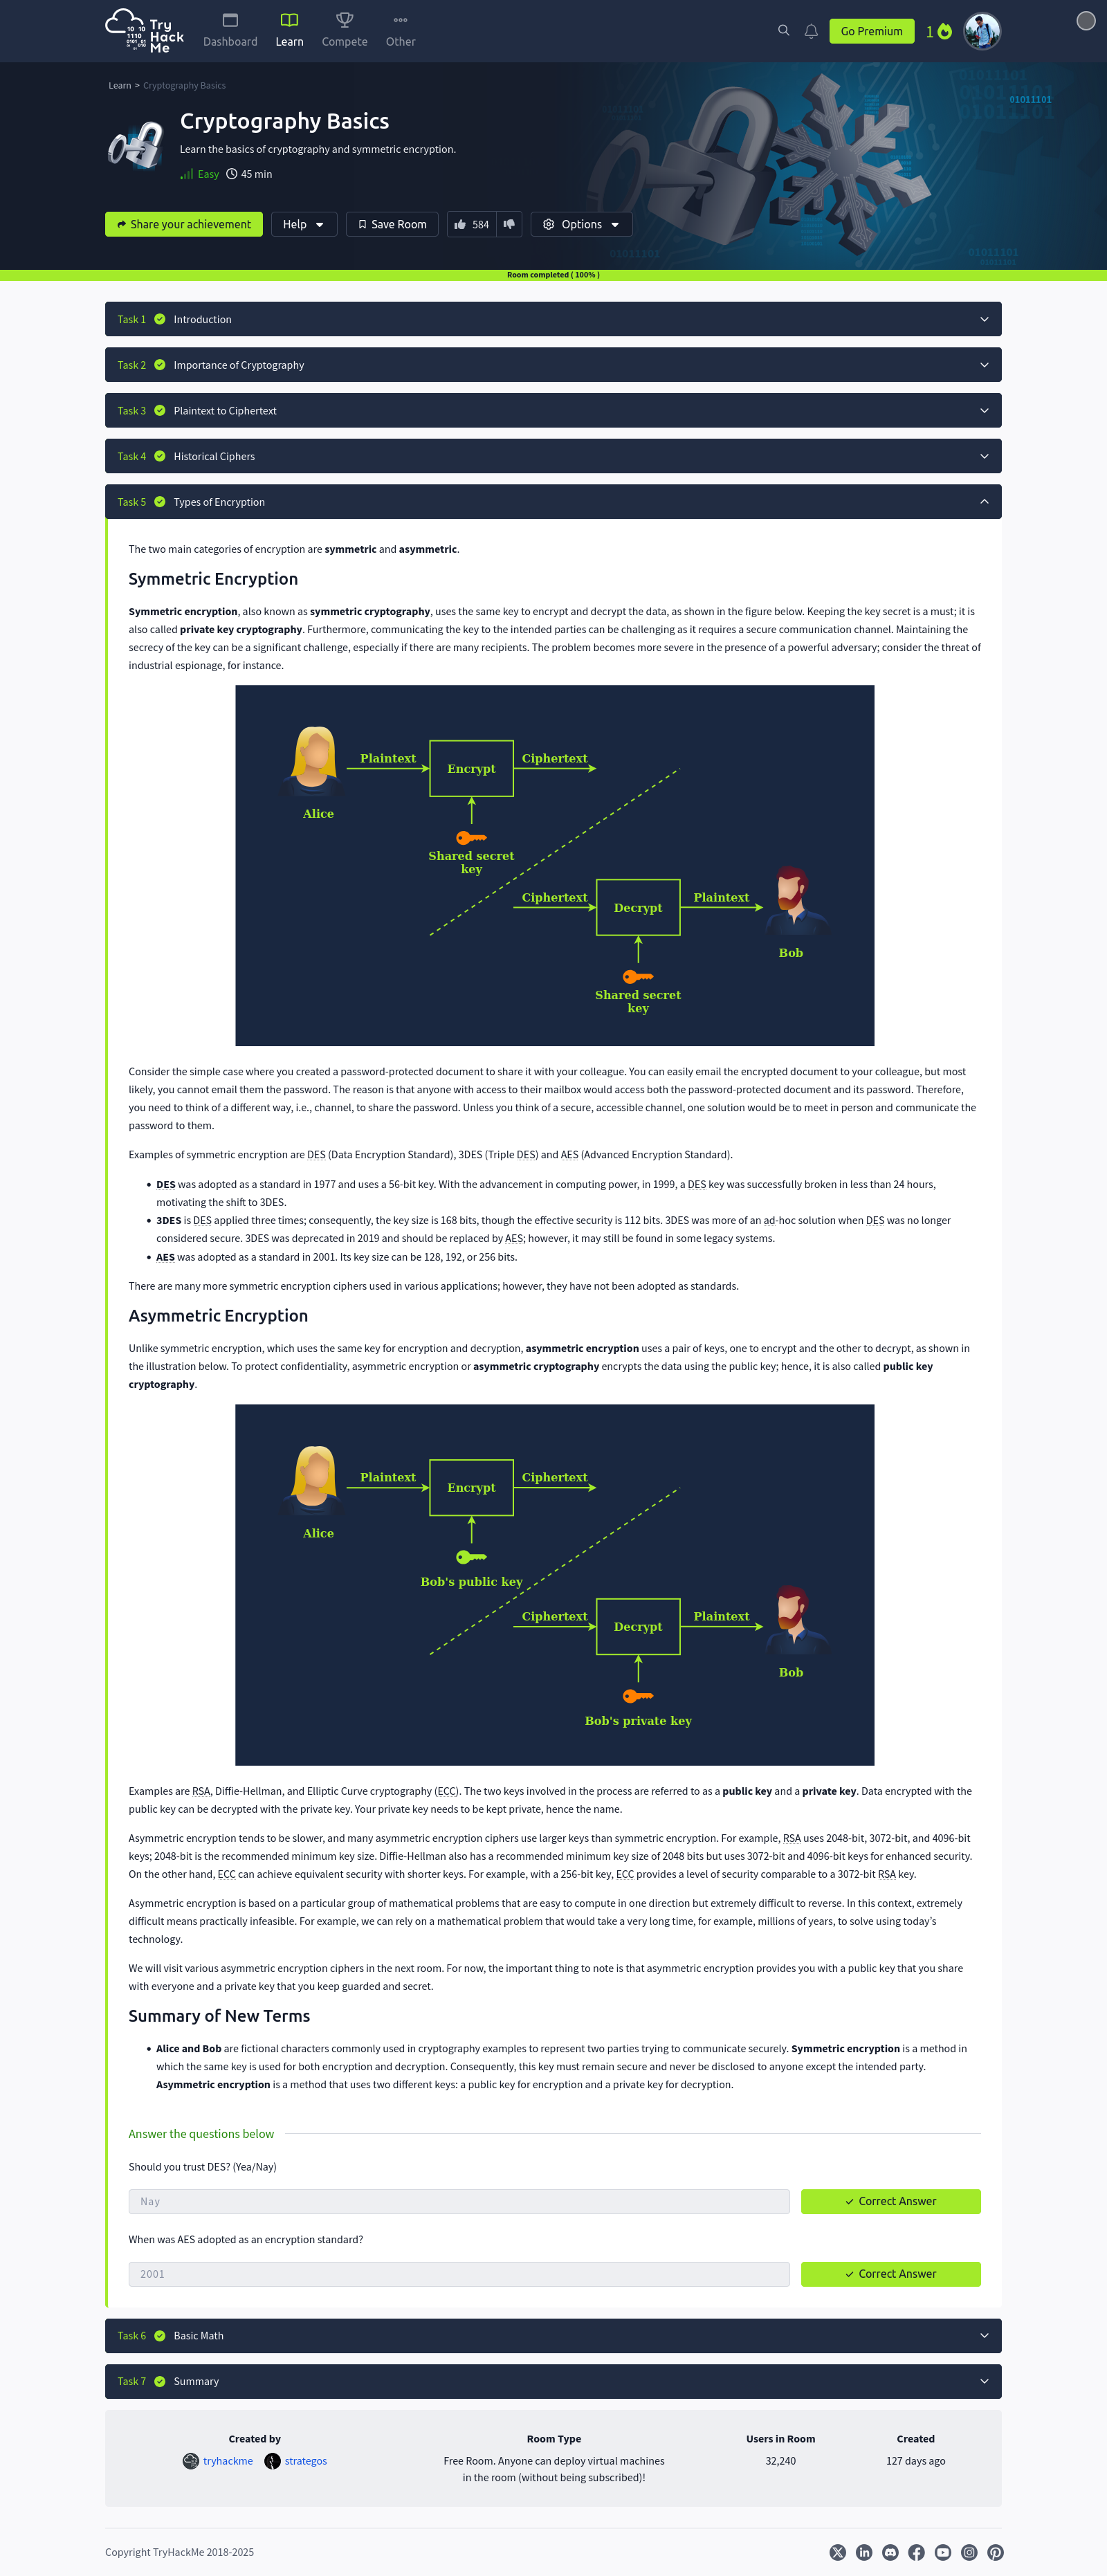 Try
Hack
Me
Dashboard
Learn
Compete
Other
Go Premium
1
Learn > Cryptography Basics
Cryptography Basics
Learn the basics of cryptography and symmetric encryption.
Easy 45 min
Share your achievement
Help
Save Room
584
Options
Room completed ( 100% )
Task 1 Introduction
Task 2 Importance of Cryptography
Task 3 Plaintext to Ciphertext
Task 4 Historical Ciphers
Task 5 Types of Encryption
The two main categories of encryption are symmetric and asymmetric.
Symmetric Encryption
Symmetric encryption, also known as symmetric cryptography, uses the same key to encrypt and decrypt the data, as shown in the figure below. Keeping the key secret is a must; it is
also called private key cryptography. Furthermore, communicating the key to the intended parties can be challenging as it requires a secure communication channel. Maintaining the
secrecy of the key can be a significant challenge, especially if there are many recipients. The problem becomes more severe in the presence of a powerful adversary; consider the threat of
industrial espionage, for instance.
Plaintext
Encrypt
Ciphertext
Alice
Shared secret
key
Ciphertext
Decrypt
Plaintext
Bob
Shared secret
key
Consider the simple case where you created a password-protected document to share it with your colleague. You can easily email the encrypted document to your colleague, but most
likely, you cannot email them the password. The reason is that anyone with access to their mailbox would access both the password-protected document and its password. Therefore,
you need to think of a different way, i.e., channel, to share the password. Unless you think of a secure, accessible channel, one solution would be to meet in person and communicate the
password to them.
Examples of symmetric encryption are DES (Data Encryption Standard), 3DES (Triple DES) and AES (Advanced Encryption Standard).
• DES was adopted as a standard in 1977 and uses a 56-bit key. With the advancement in computing power, in 1999, a DES key was successfully broken in less than 24 hours,
motivating the shift to 3DES.
• 3DES is DES applied three times; consequently, the key size is 168 bits, though the effective security is 112 bits. 3DES was more of an ad-hoc solution when DES was no longer
considered secure. 3DES was deprecated in 2019 and should be replaced by AES; however, it may still be found in some legacy systems.
• AES was adopted as a standard in 2001. Its key size can be 128, 192, or 256 bits.
There are many more symmetric encryption ciphers used in various applications; however, they have not been adopted as standards.
Asymmetric Encryption
Unlike symmetric encryption, which uses the same key for encryption and decryption, asymmetric encryption uses a pair of keys, one to encrypt and the other to decrypt, as shown in
the illustration below. To protect confidentiality, asymmetric encryption or asymmetric cryptography encrypts the data using the public key; hence, it is also called public key
cryptography.
Plaintext
Encrypt
Ciphertext
Alice
Bob's public key
Ciphertext
Decrypt
Plaintext
Bob
Bob's private key
Examples are RSA, Diffie-Hellman, and Elliptic Curve cryptography (ECC). The two keys involved in the process are referred to as a public key and a private key. Data encrypted with the
public key can be decrypted with the private key. Your private key needs to be kept private, hence the name.
Asymmetric encryption tends to be slower, and many asymmetric encryption ciphers use larger keys than symmetric encryption. For example, RSA uses 2048-bit, 3072-bit, and 4096-bit
keys; 2048-bit is the recommended minimum key size. Diffie-Hellman also has a recommended minimum key size of 2048 bits but uses 3072-bit and 4096-bit keys for enhanced security.
On the other hand, ECC can achieve equivalent security with shorter keys. For example, with a 256-bit key, ECC provides a level of security comparable to a 3072-bit RSA key.
Asymmetric encryption is based on a particular group of mathematical problems that are easy to compute in one direction but extremely difficult to reverse. In this context, extremely
difficult means practically infeasible. For example, we can rely on a mathematical problem that would take a very long time, for example, millions of years, to solve using today’s
technology.
We will visit various asymmetric encryption ciphers in the next room. For now, the important thing to note is that asymmetric encryption provides you with a public key that you share
with everyone and a private key that you keep guarded and secret.
Summary of New Terms
• Alice and Bob are fictional characters commonly used in cryptography examples to represent two parties trying to communicate securely. Symmetric encryption is a method in
which the same key is used for both encryption and decryption. Consequently, this key must remain secure and never be disclosed to anyone except the intended party.
Asymmetric encryption is a method that uses two different keys: a public key for encryption and a private key for decryption.
Answer the questions below
Should you trust DES? (Yea/Nay)
Nay
Correct Answer
When was AES adopted as an encryption standard?
2001
Correct Answer
Task 6 Basic Math
Task 7 Summary
Created by
tryhackme strategos
Room Type
Free Room. Anyone can deploy virtual machines
in the room (without being subscribed)!
Users in Room
32,240
Created
127 days ago
Copyright TryHackMe 2018-2025